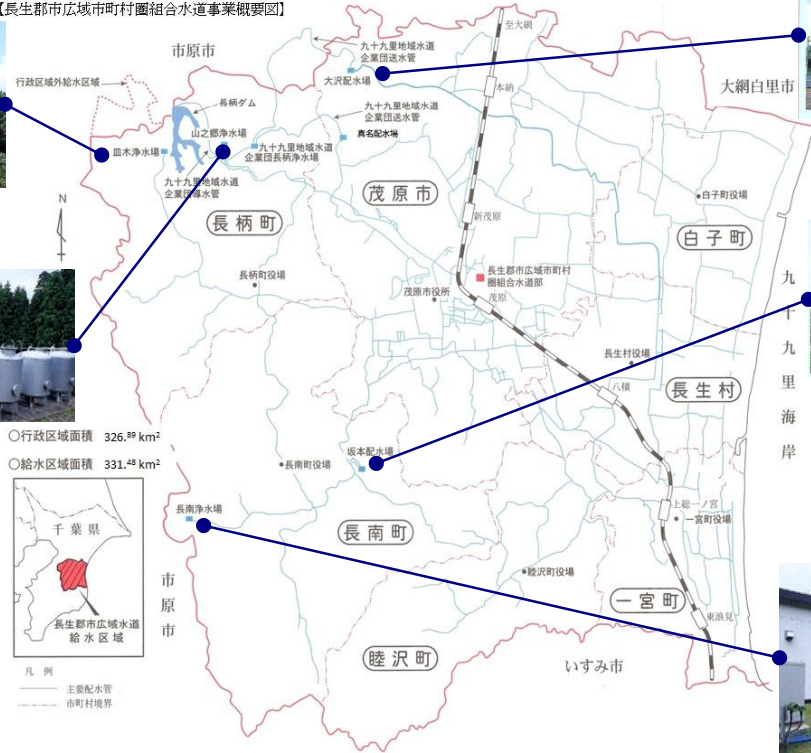 【長生郡市広域市町村圏組合水道事業概要図】
至大網
市原市
九十九里地域水道
企業団送水管
大沢配水場
本納
大網白里市
行政区域外給水区域
長柄ダム
九十九里地域水道
企業団送水管
真名配水場
山之郷浄水場
皿木浄水場
九十九里地域水道
企業団長柄浄水場
九十九里地域水道
企業団導水管
茂原市
白子町役場
N
長柄町
新茂原
白子町
長柄町役場
長生郡市広域市町村
圏組合水道部
茂原市役所
茂原
九十九里海岸
長生村役場
八積
長生村
○行政区域面積 326.89 km2
○給水区域面積 331.48 km2
坂本配水場
長南町役場
長南浄水場
上総一ノ宮
一宮町役場
千葉県
長南町
睦沢町役場
市原市
一宮町
長生郡市広域水道
給水区域
東浪見
睦沢町
いすみ市
凡例
主要配水管
市町村境界